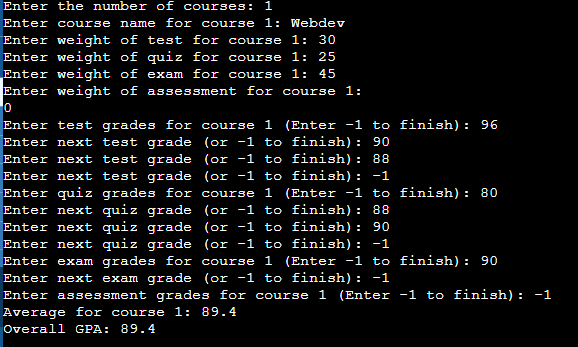 Enter the number of courses: 1
Enter course name for course 1: Webdev
Enter weight of test for course 1: 30
Enter weight of quiz for course 1: 25
Enter weight of exam for course 1: 45
Enter weight of assessment for course 1:
0
Enter test grades for course 1 (Enter -1 to finish): 96
Enter next test grade (or -1 to finish): 90
Enter next test grade (or -1 to finish): 88
Enter next test grade (or -1 to finish): -1
Enter quiz grades for course 1 (Enter -1 to finish): 80
Enter next quiz grade (or -1 to finish): 88
Enter next quiz grade (or -1 to finish): 90
Enter next quiz grade (or -1 to finish): -1
Enter exam grades for course 1 (Enter -1 to finish): 90
Enter next exam grade (or -1 to finish): -1
Enter assessment grades for course 1 (Enter -1 to finish): -1
Average for course 1: 89.4
Overall GPA: 89.4